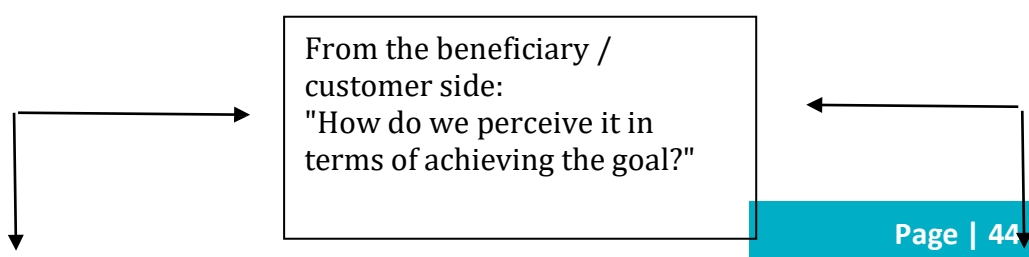 From the beneficiary /
customer side:
"How do we perceive it in
terms of achieving the goal?"
Page | 44